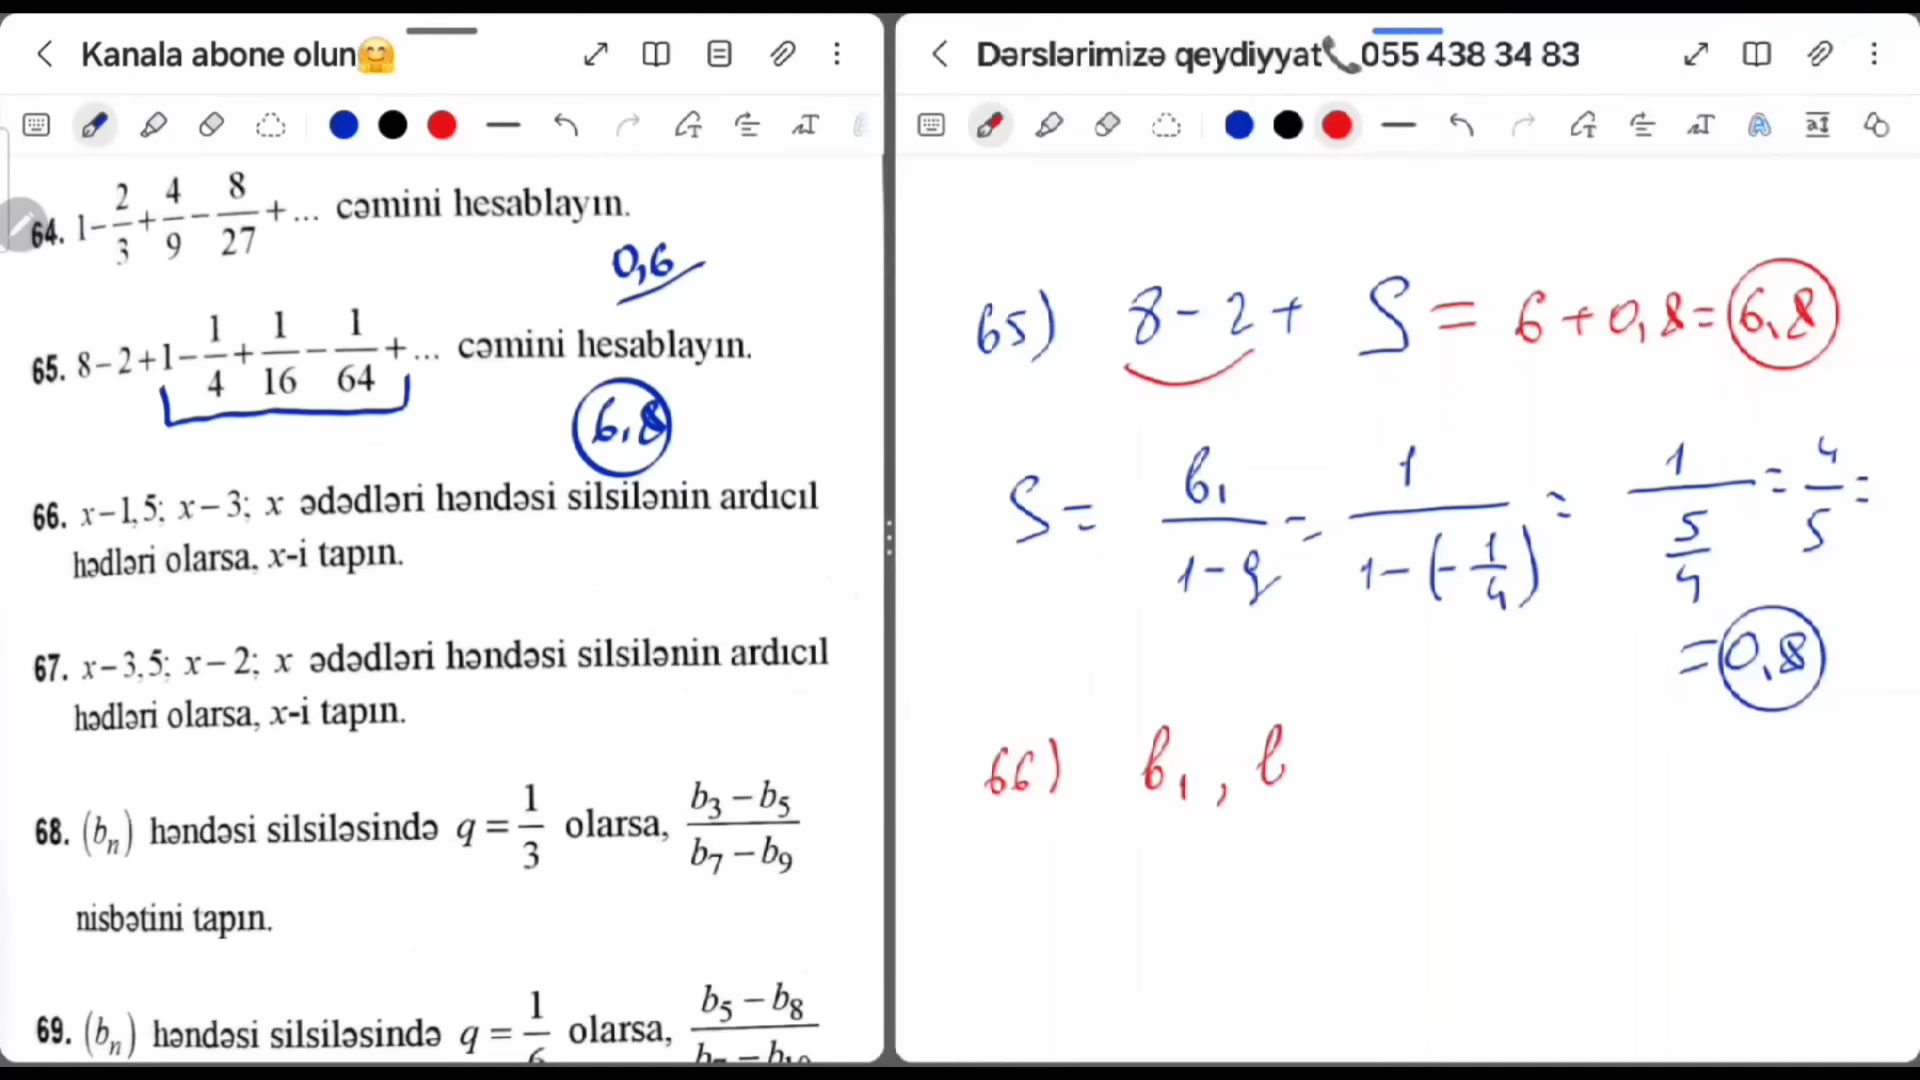 Kanala abone olun🤗
64. 1 - 2/3 + 4/9 - 8/27 + ... cəmini hesablayın.
0,6
65. 8 - 2 + 1 - 1/4 + 1/16 - 1/64 + ... cəmini hesablayın.
6,8
66. x - 1,5; x - 3; x ədədləri həndəsi silsilənin ardıcıl
hədləri olarsa, x-i tapın.
67. x - 3,5; x - 2; x ədədləri həndəsi silsilənin ardıcıl
hədləri olarsa, x-i tapın.
68. (bₙ) həndəsi silsiləsində q = 1/3 olarsa, (b₃ - b₅)/(b₇ - b₉)
nisbətini tapın.
69. (bₙ) həndəsi silsiləsində q = 1/6 olarsa, (b₅ - b₈)/
Dərslərimizə qeydiyyat📞055 438 34 83
65) 8 - 2 + S = 6 + 0,8 = 6,8
S = b₁/(1 - q) = 1/(1 - (-1/4)) = 1/(5/4) = 4/5 =
= 0,8
66) b₁, b